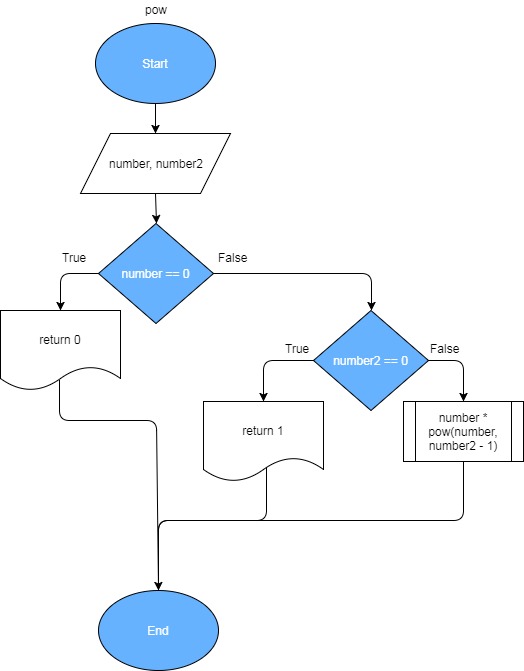 pow
Start
number, number2
True
number == 0
False
return 0
True
number2 == 0
False
return 1
number *
pow(number,
number2 - 1)
End